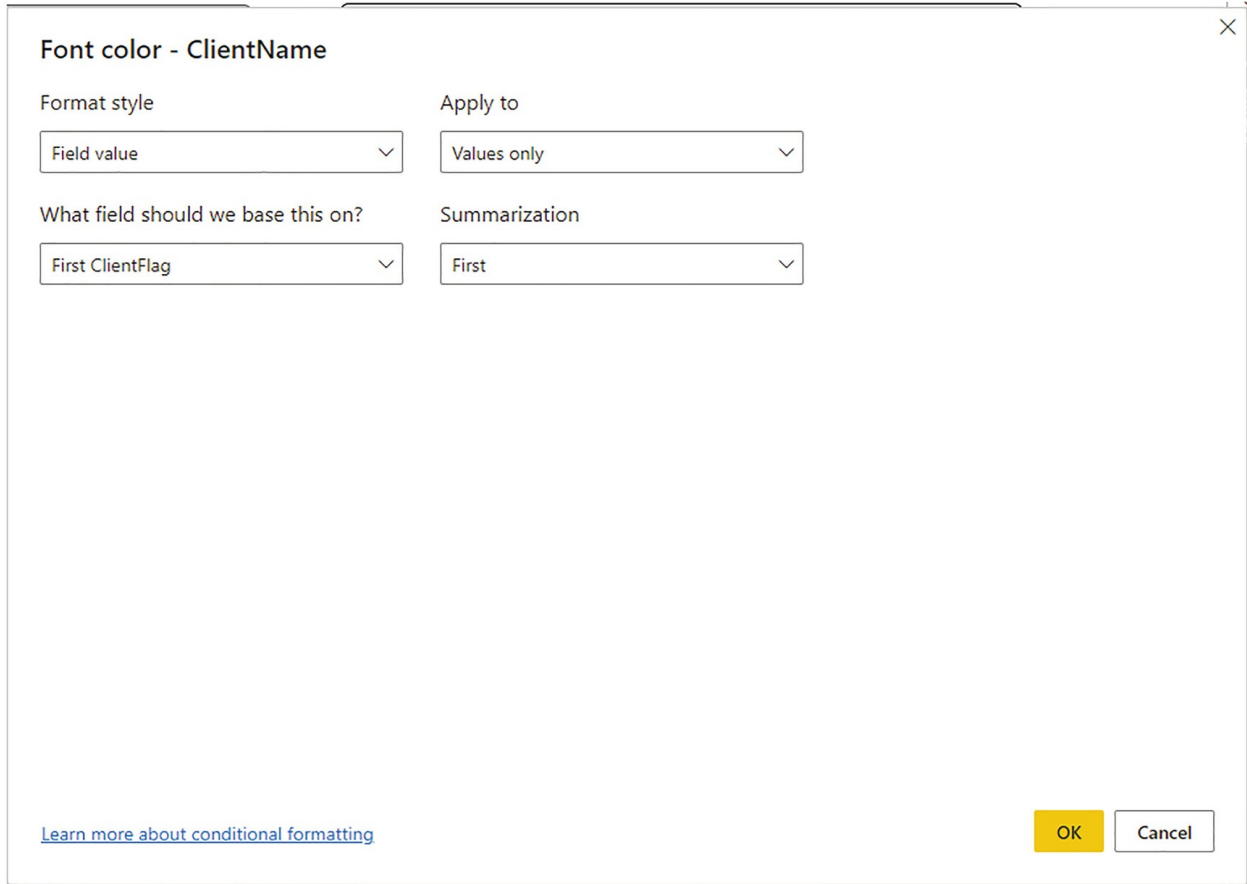 Font color - ClientName
Format style
Apply to
Field value
Values only
What field should we base this on?
Summarization
First ClientFlag
First
Learn more about conditional formatting
OK
Cancel